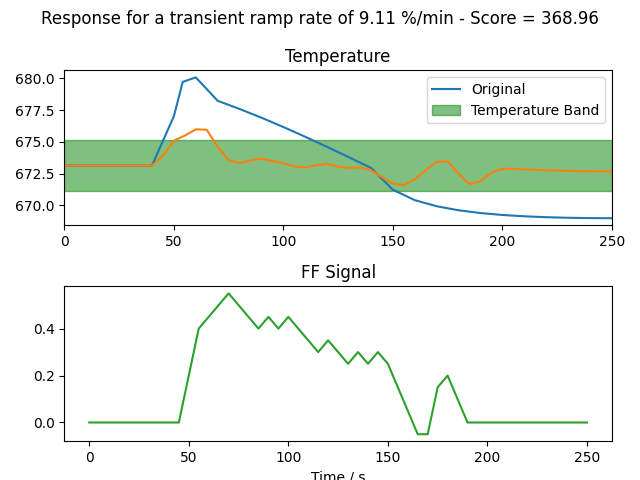 Response for a transient ramp rate of 9.11 %/min - Score = 368.96
Temperature
680.0
677.5
675.0
672.5
670.0
Original
Temperature Band
0 50 100 150 200 250
FF Signal
0.4
0.2
0.0
0 50 100 150 200 250
Time / s